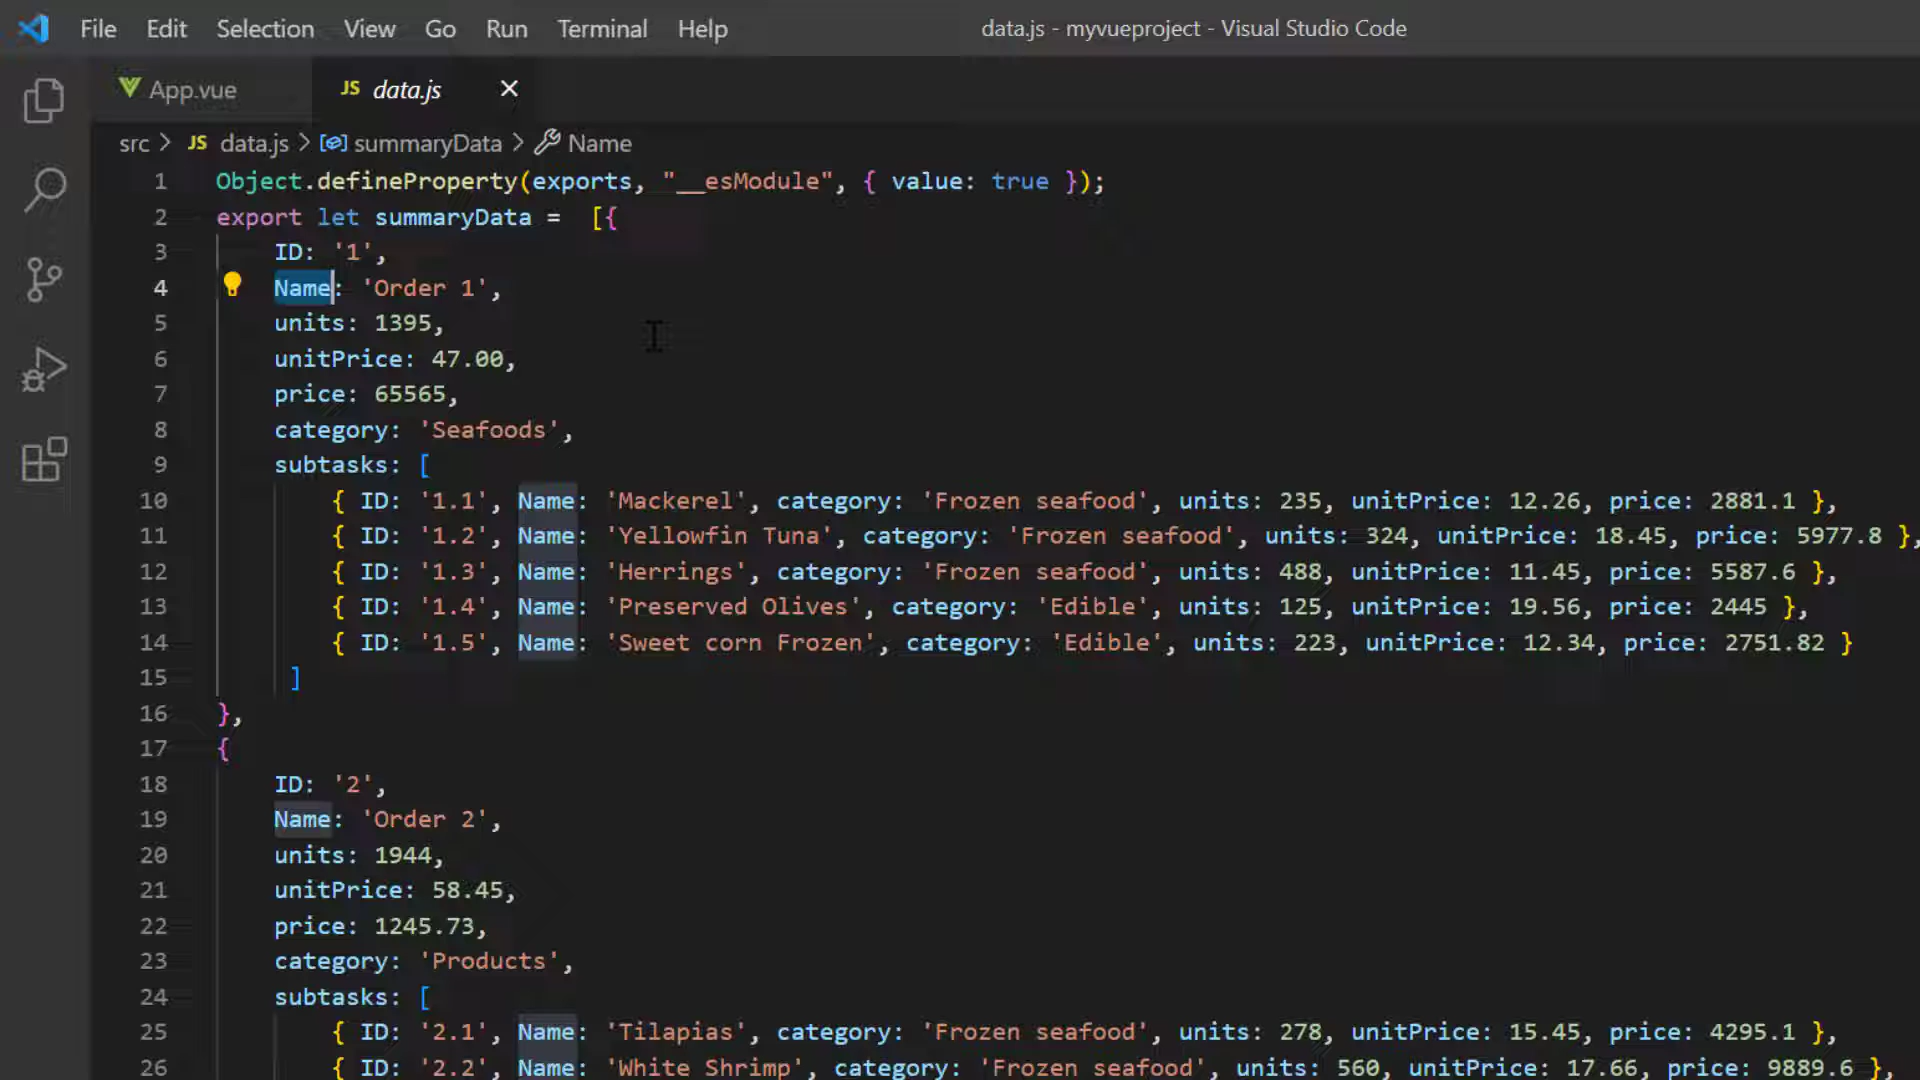 File Edit Selection View Go Run Terminal Help data.js - myvueproject - Visual Studio Code
App.vue JS data.js
src > JS data.js > summaryData > Name
1 Object.defineProperty(exports, "__esModule", { value: true });
2 export let summaryData =  [{
3 ID: '1',
4 Name: 'Order 1',
5 units: 1395,
6 unitPrice: 47.00,
7 price: 65565,
8 category: 'Seafoods',
9 subtasks: [
10 { ID: '1.1', Name: 'Mackerel', category: 'Frozen seafood', units: 235, unitPrice: 12.26, price: 2881.1 },
11 { ID: '1.2', Name: 'Yellowfin Tuna', category: 'Frozen seafood', units: 324, unitPrice: 18.45, price: 5977.8 },
12 { ID: '1.3', Name: 'Herrings', category: 'Frozen seafood', units: 488, unitPrice: 11.45, price: 5587.6 },
13 { ID: '1.4', Name: 'Preserved Olives', category: 'Edible', units: 125, unitPrice: 19.56, price: 2445 },
14 { ID: '1.5', Name: 'Sweet corn Frozen', category: 'Edible', units: 223, unitPrice: 12.34, price: 2751.82 }
15 ]
16 },
17 {
18 ID: '2',
19 Name: 'Order 2',
20 units: 1944,
21 unitPrice: 58.45,
22 price: 1245.73,
23 category: 'Products',
24 subtasks: [
25 { ID: '2.1', Name: 'Tilapias', category: 'Frozen seafood', units: 278, unitPrice: 15.45, price: 4295.1 },
26 { ID: '2.2', Name: 'White Shrimp', category: 'Frozen seafood', units: 560, unitPrice: 17.66, price: 9889.6 },